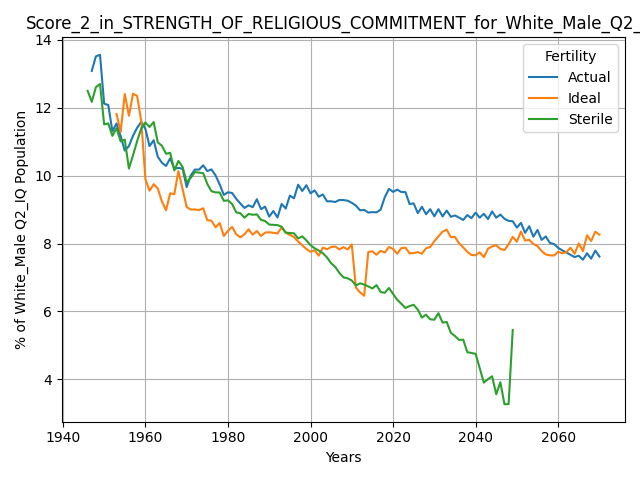 Score_2_in_STRENGTH_OF_RELIGIOUS_COMMITMENT_for_White_Male_Q2_
14
12
10
8
6
4
% of White_Male Q2_IQ Population
Fertility
Actual
Ideal
Sterile
1940 1960 1980 2000 2020 2040 2060
Years